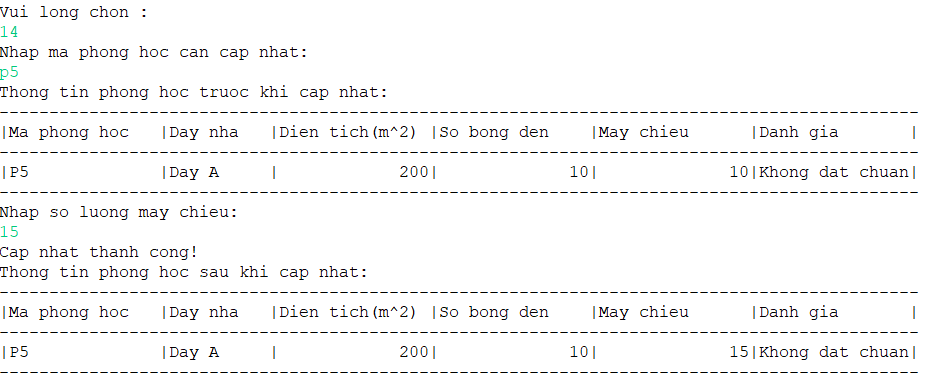 Vui long chon :
14
Nhap ma phong hoc can cap nhat:
p5
Thong tin phong hoc truoc khi cap nhat:
--------------------------------------------------------------------------------------------
|Ma phong hoc   |Day nha   |Dien tich(m^2) |So bong den    |May chieu      |Danh gia       |
--------------------------------------------------------------------------------------------
|P5             |Day A     |            200|             10|             10|Khong dat chuan|
--------------------------------------------------------------------------------------------
Nhap so luong may chieu:
15
Cap nhat thanh cong!
Thong tin phong hoc sau khi cap nhat:
--------------------------------------------------------------------------------------------
|Ma phong hoc   |Day nha   |Dien tich(m^2) |So bong den    |May chieu      |Danh gia       |
--------------------------------------------------------------------------------------------
|P5             |Day A     |            200|             10|             15|Khong dat chuan|
--------------------------------------------------------------------------------------------